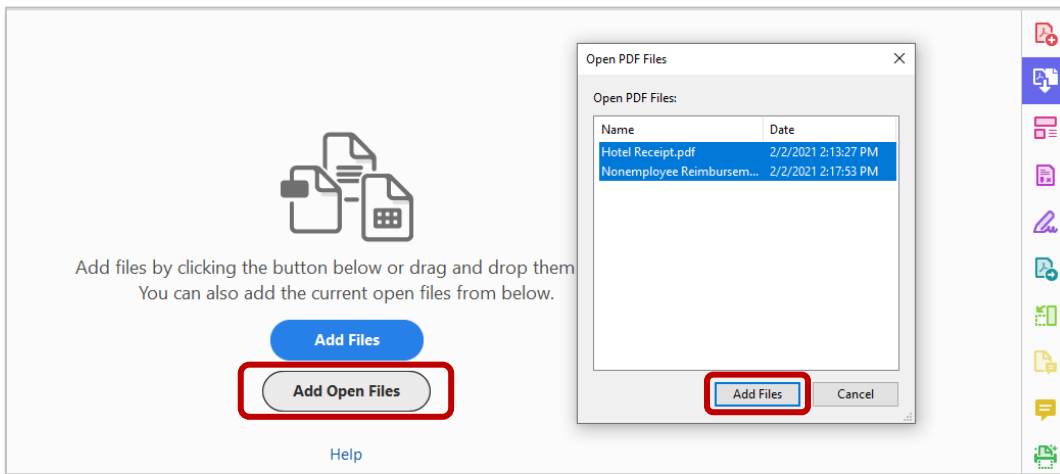 Add files by clicking the button below or drag and drop them
You can also add the current open files from below.
Add Files
Add Open Files
Help
Open PDF Files
Open PDF Files:
Name Date
Hotel Receipt.pdf 2/2/2021 2:13:27 PM
Nonemployee Reimbursem... 2/2/2021 2:17:53 PM
Add Files Cancel